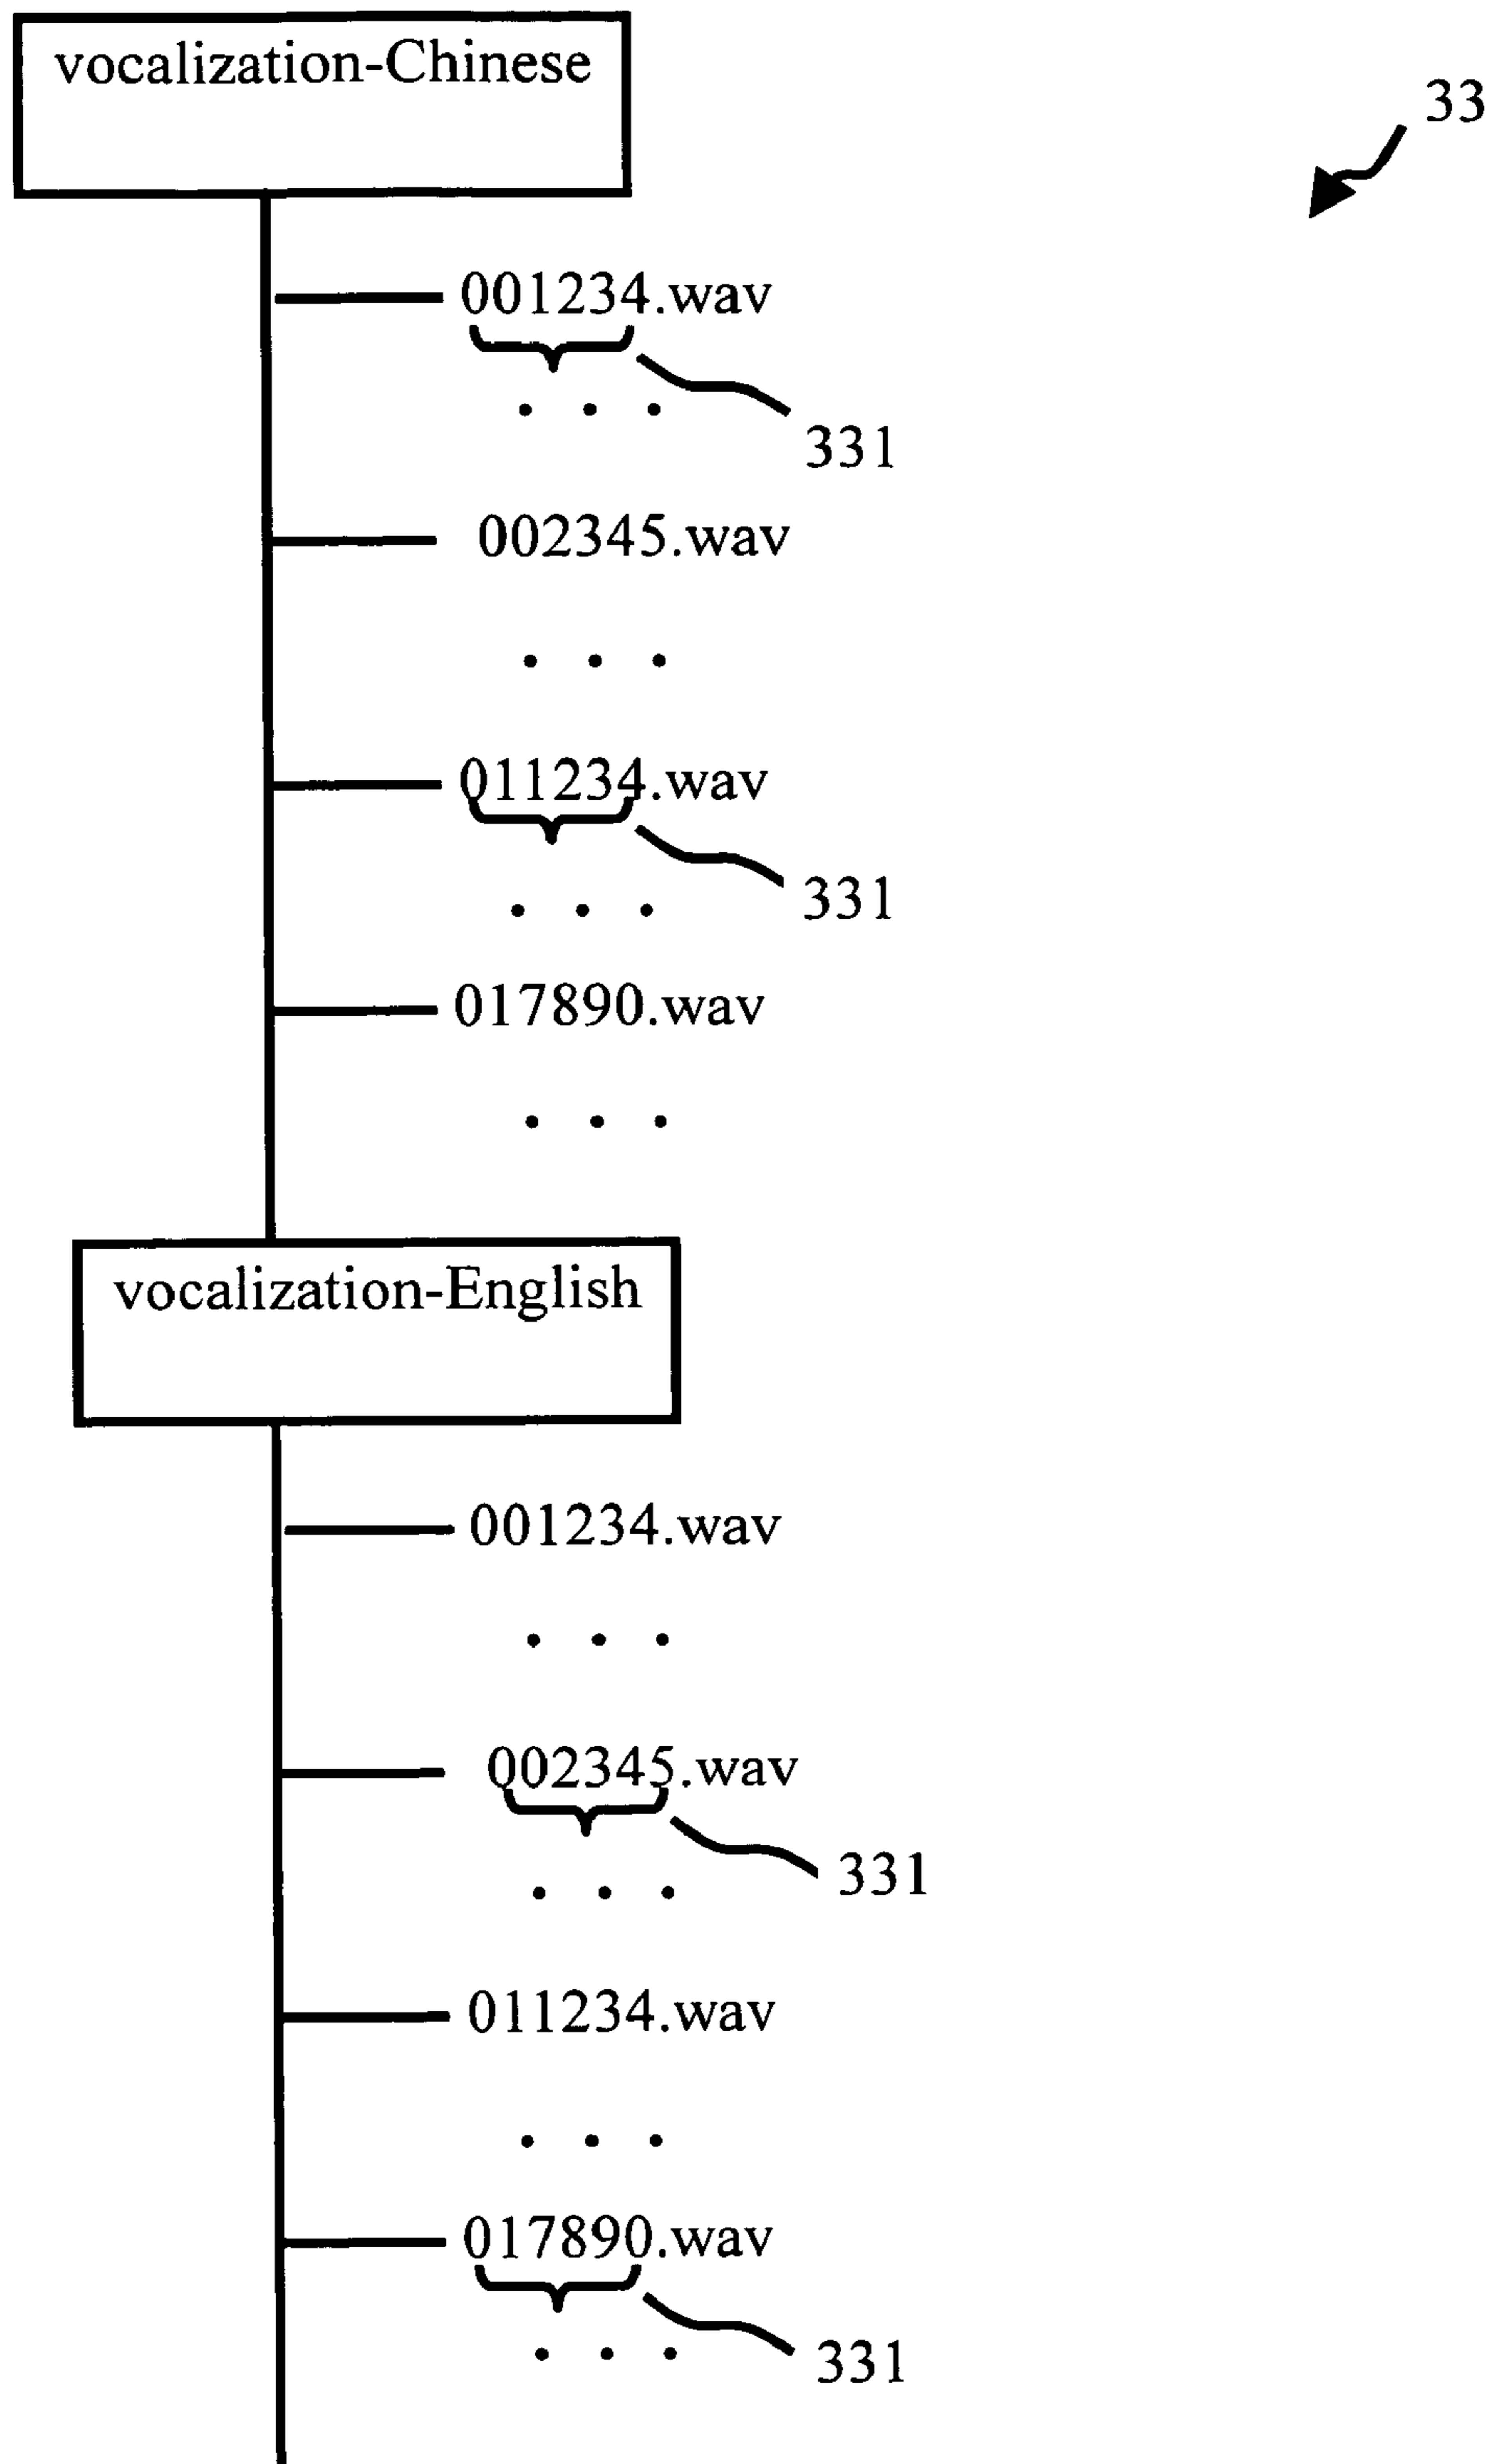 vocalization-Chinese
33
001234.wav
. . .
331
002345.wav
. . .
011234.wav
331
. . .
017890.wav
. . .
vocalization-English
001234.wav
. . .
002345.wav
331
. . .
011234.wav
. . .
017890.wav
. . .
331